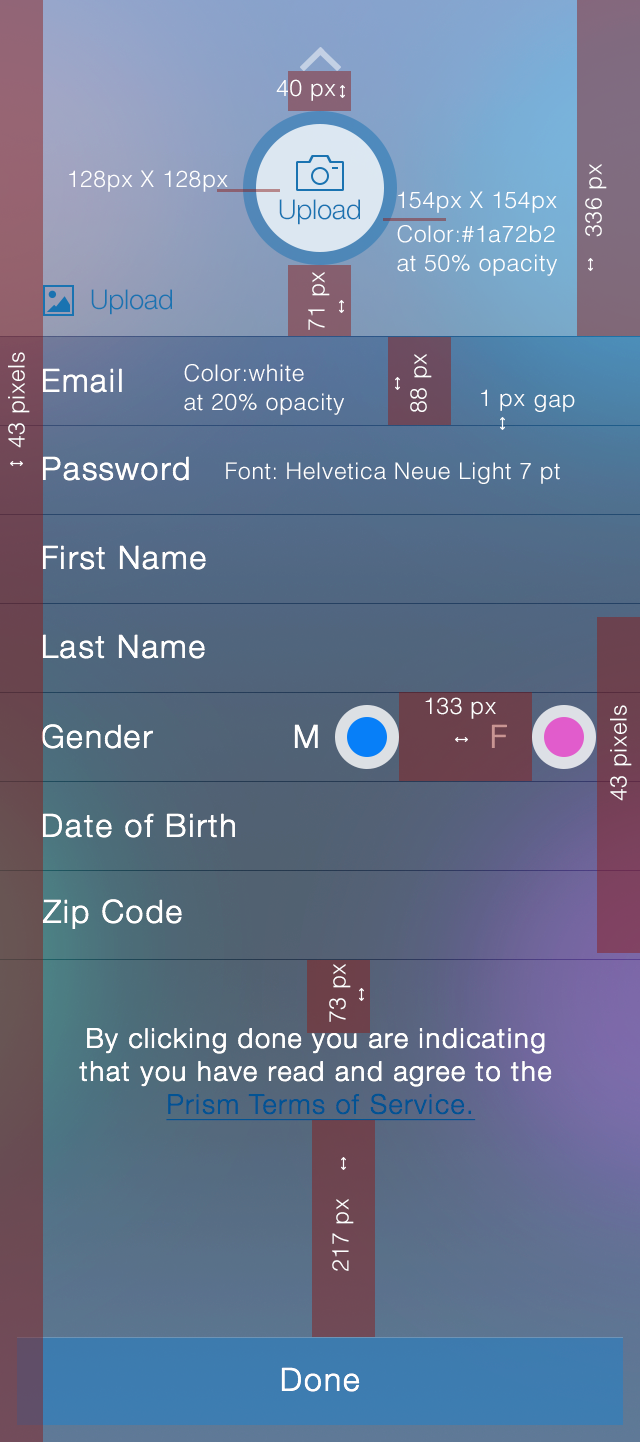 40 px
128px X 128px
Upload
154px X 154px
Color:#1a72b2
at 50% opacity
336 px
71 px
Upload
43 pixels
Email
Color:white
at 20% opacity
88 px
1 px gap
Password
Font: Helvetica Neue Light 7 pt
First Name
Last Name
Gender
M
133 px
F
43 pixels
Date of Birth
Zip Code
73 px
By clicking done you are indicating
that you have read and agree to the
Prism Terms of Service.
217 px
Done